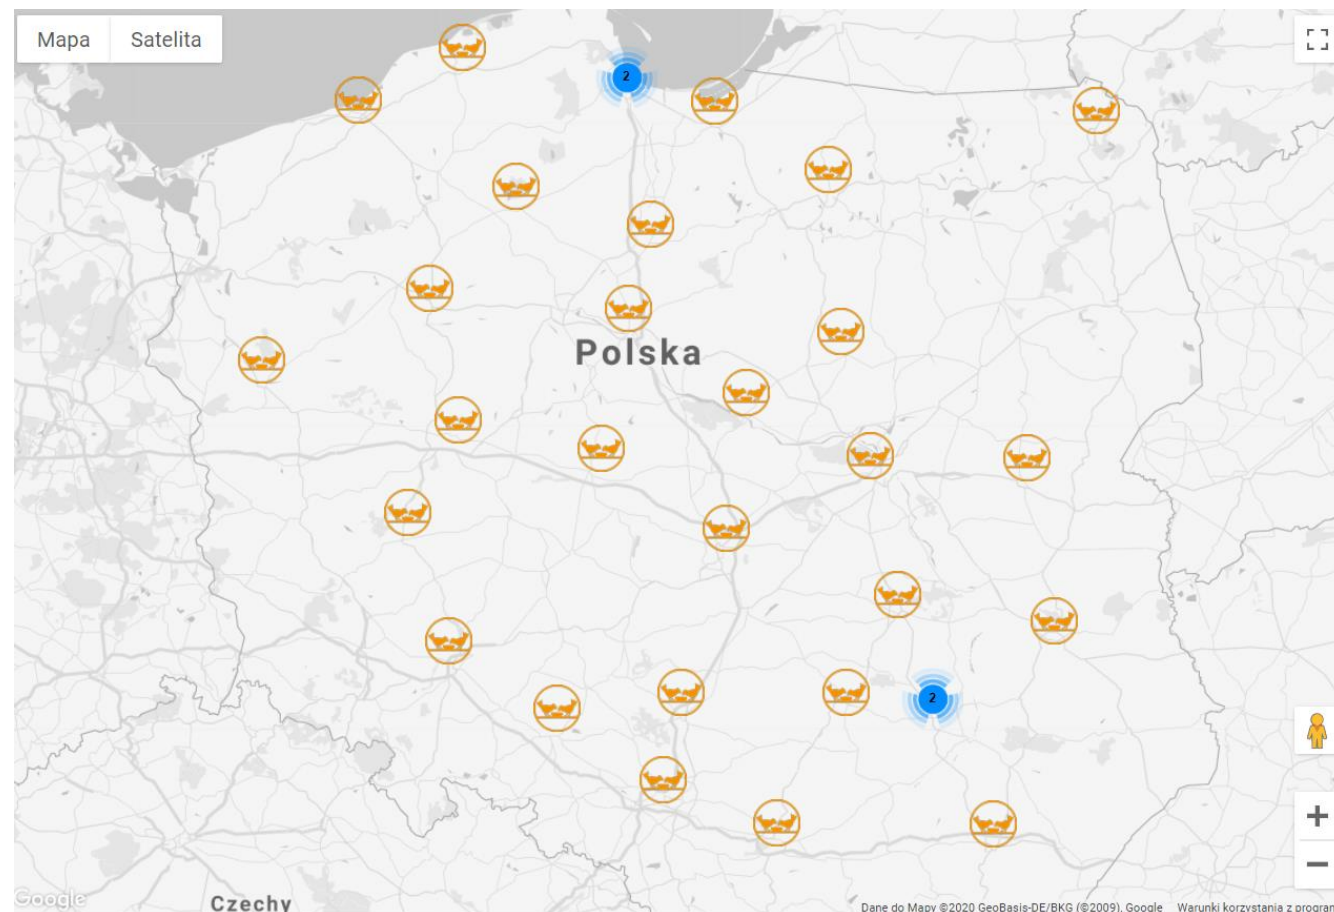 Mapa Satelita
2
Polska
2
Google
Czechy
Dane do Mapy ©2020 GeoBasis-DE/BKG (©2009), Google Warunki korzystania z program